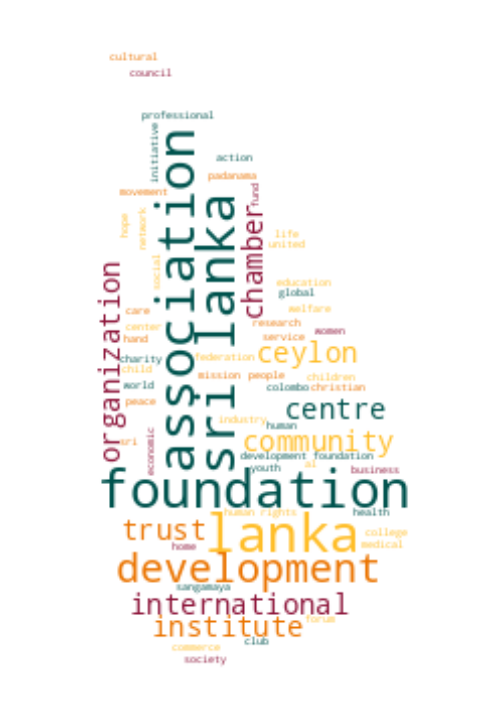 cultural
council
professional
initiative
association
action
padanama
movement
fund
sri lanka
chamber
hope
network
life
united
social
organization
education
global
care
welfare
center
research
hand
service
women
charity
federation
ceylon
child
mission
people
children
world
colombo
christian
peace
centre
industry
human
economic
sri
community
development foundation
youth
al
business
foundation
human rights
health
trust
lanka
college
home
medical
development
sangamaya
international
institute
forum
club
commerce
society